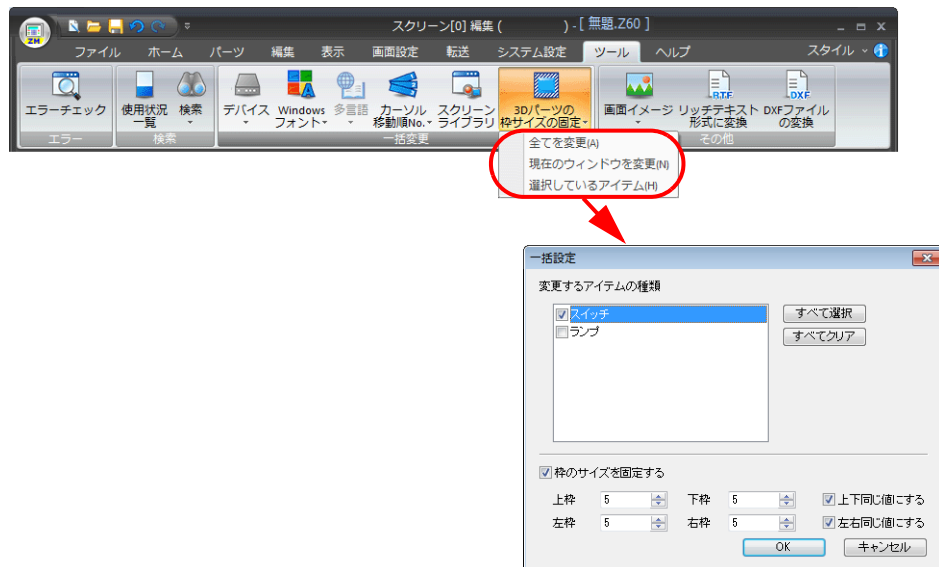 スクリーン[0] 編集 ( ) - [ 無題.Z60 ]
ZM
ファイル ホーム パーツ 編集 表示 画面設定 転送 システム設定 ツール ヘルプ スタイル
エラーチェック 使用状況 検索 デバイス Windows 多言語 カーソル スクリーン 3Dパーツの 画面イメージ リッチテキスト DXFファイル
一覧 フォント 移動順No. ライブラリ 枠サイズの固定 形式に変換 の変換
エラー 検索 一括変更 その他
全てを変更(A)
現在のウィンドウを変更(N)
選択しているアイテム(H)
一括設定
変更するアイテムの種類
スイッチ すべて選択
ランプ すべてクリア
枠のサイズを固定する
上枠 5 下枠 5 上下同じ値にする
左枠 5 右枠 5 左右同じ値にする
OK キャンセル